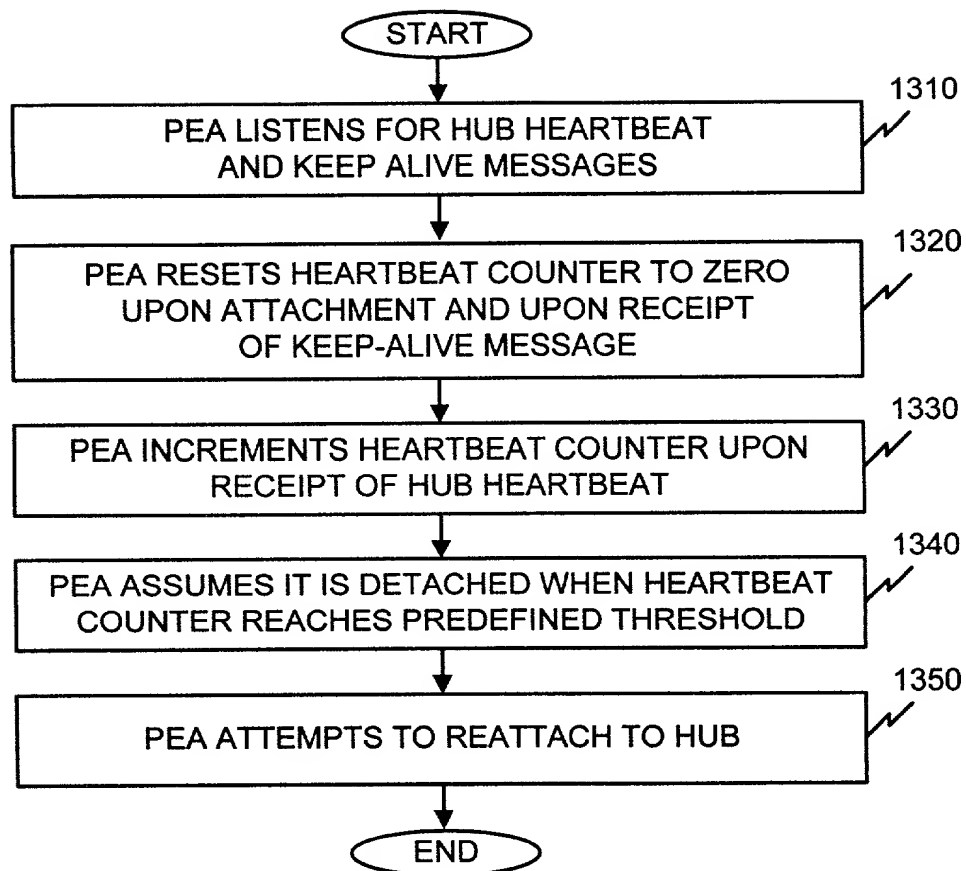 START
1310
PEA LISTENS FOR HUB HEARTBEAT
AND KEEP ALIVE MESSAGES
1320
PEA RESETS HEARTBEAT COUNTER TO ZERO
UPON ATTACHMENT AND UPON RECEIPT
OF KEEP-ALIVE MESSAGE
1330
PEA INCREMENTS HEARTBEAT COUNTER UPON
RECEIPT OF HUB HEARTBEAT
1340
PEA ASSUMES IT IS DETACHED WHEN HEARTBEAT
COUNTER REACHES PREDEFINED THRESHOLD
1350
PEA ATTEMPTS TO REATTACH TO HUB
END